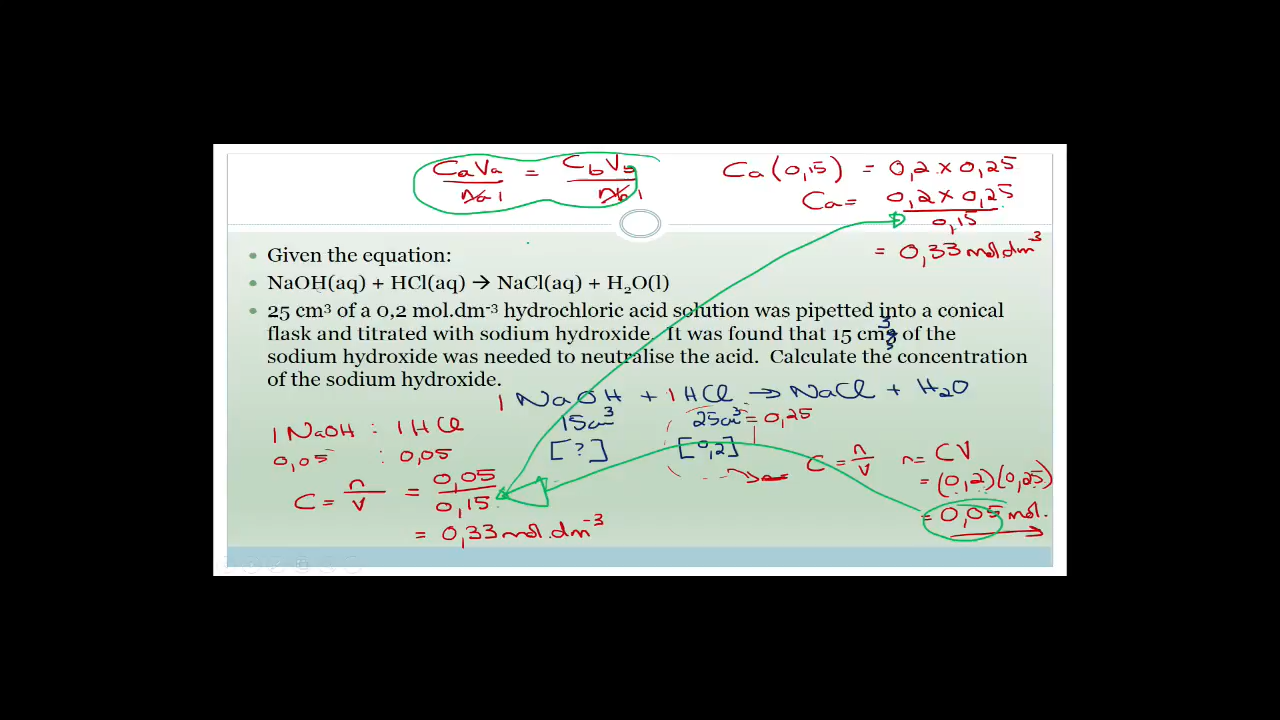 CaVa/na 1 = CbVb/nb 1
Ca(0,15) = 0,2 x 0,25
Ca = 0,2 x 0,25 / 0,15
= 0,33 mol.dm⁻³
• Given the equation:
• NaOH(aq) + HCl(aq) → NaCl(aq) + H₂O(l)
• 25 cm³ of a 0,2 mol.dm⁻³ hydrochloric acid solution was pipetted into a conical
flask and titrated with sodium hydroxide. It was found that 15 cm³ of the
sodium hydroxide was needed to neutralise the acid. Calculate the concentration
of the sodium hydroxide.
1 NaOH + 1 HCl → NaCl + H₂O
15cm³ 25cm³ = 0,25
[?] [0,2]
1 NaOH : 1 HCl
0,05 : 0,05
C = n/V = 0,05/0,15
= 0,33 mol.dm⁻³
C = n/V n = CV
= (0,2)(0,25)
= 0,05 mol.